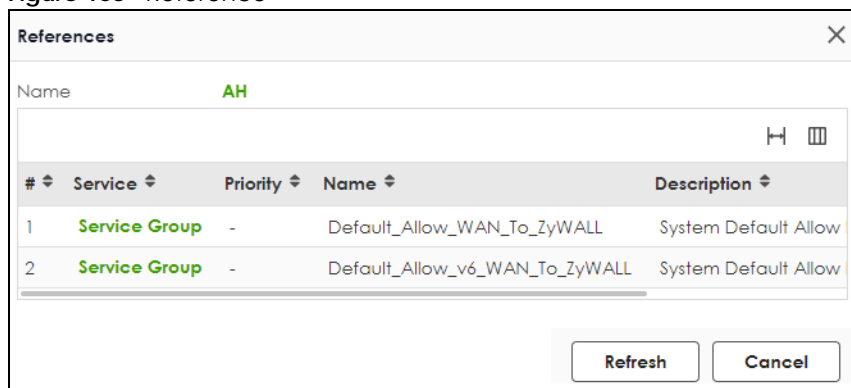 References
Name AH
# Service Priority Name Description
1 Service Group - Default_Allow_WAN_To_ZyWALL System Default Allow
2 Service Group - Default_Allow_v6_WAN_To_ZyWALL System Default Allow
Refresh Cancel